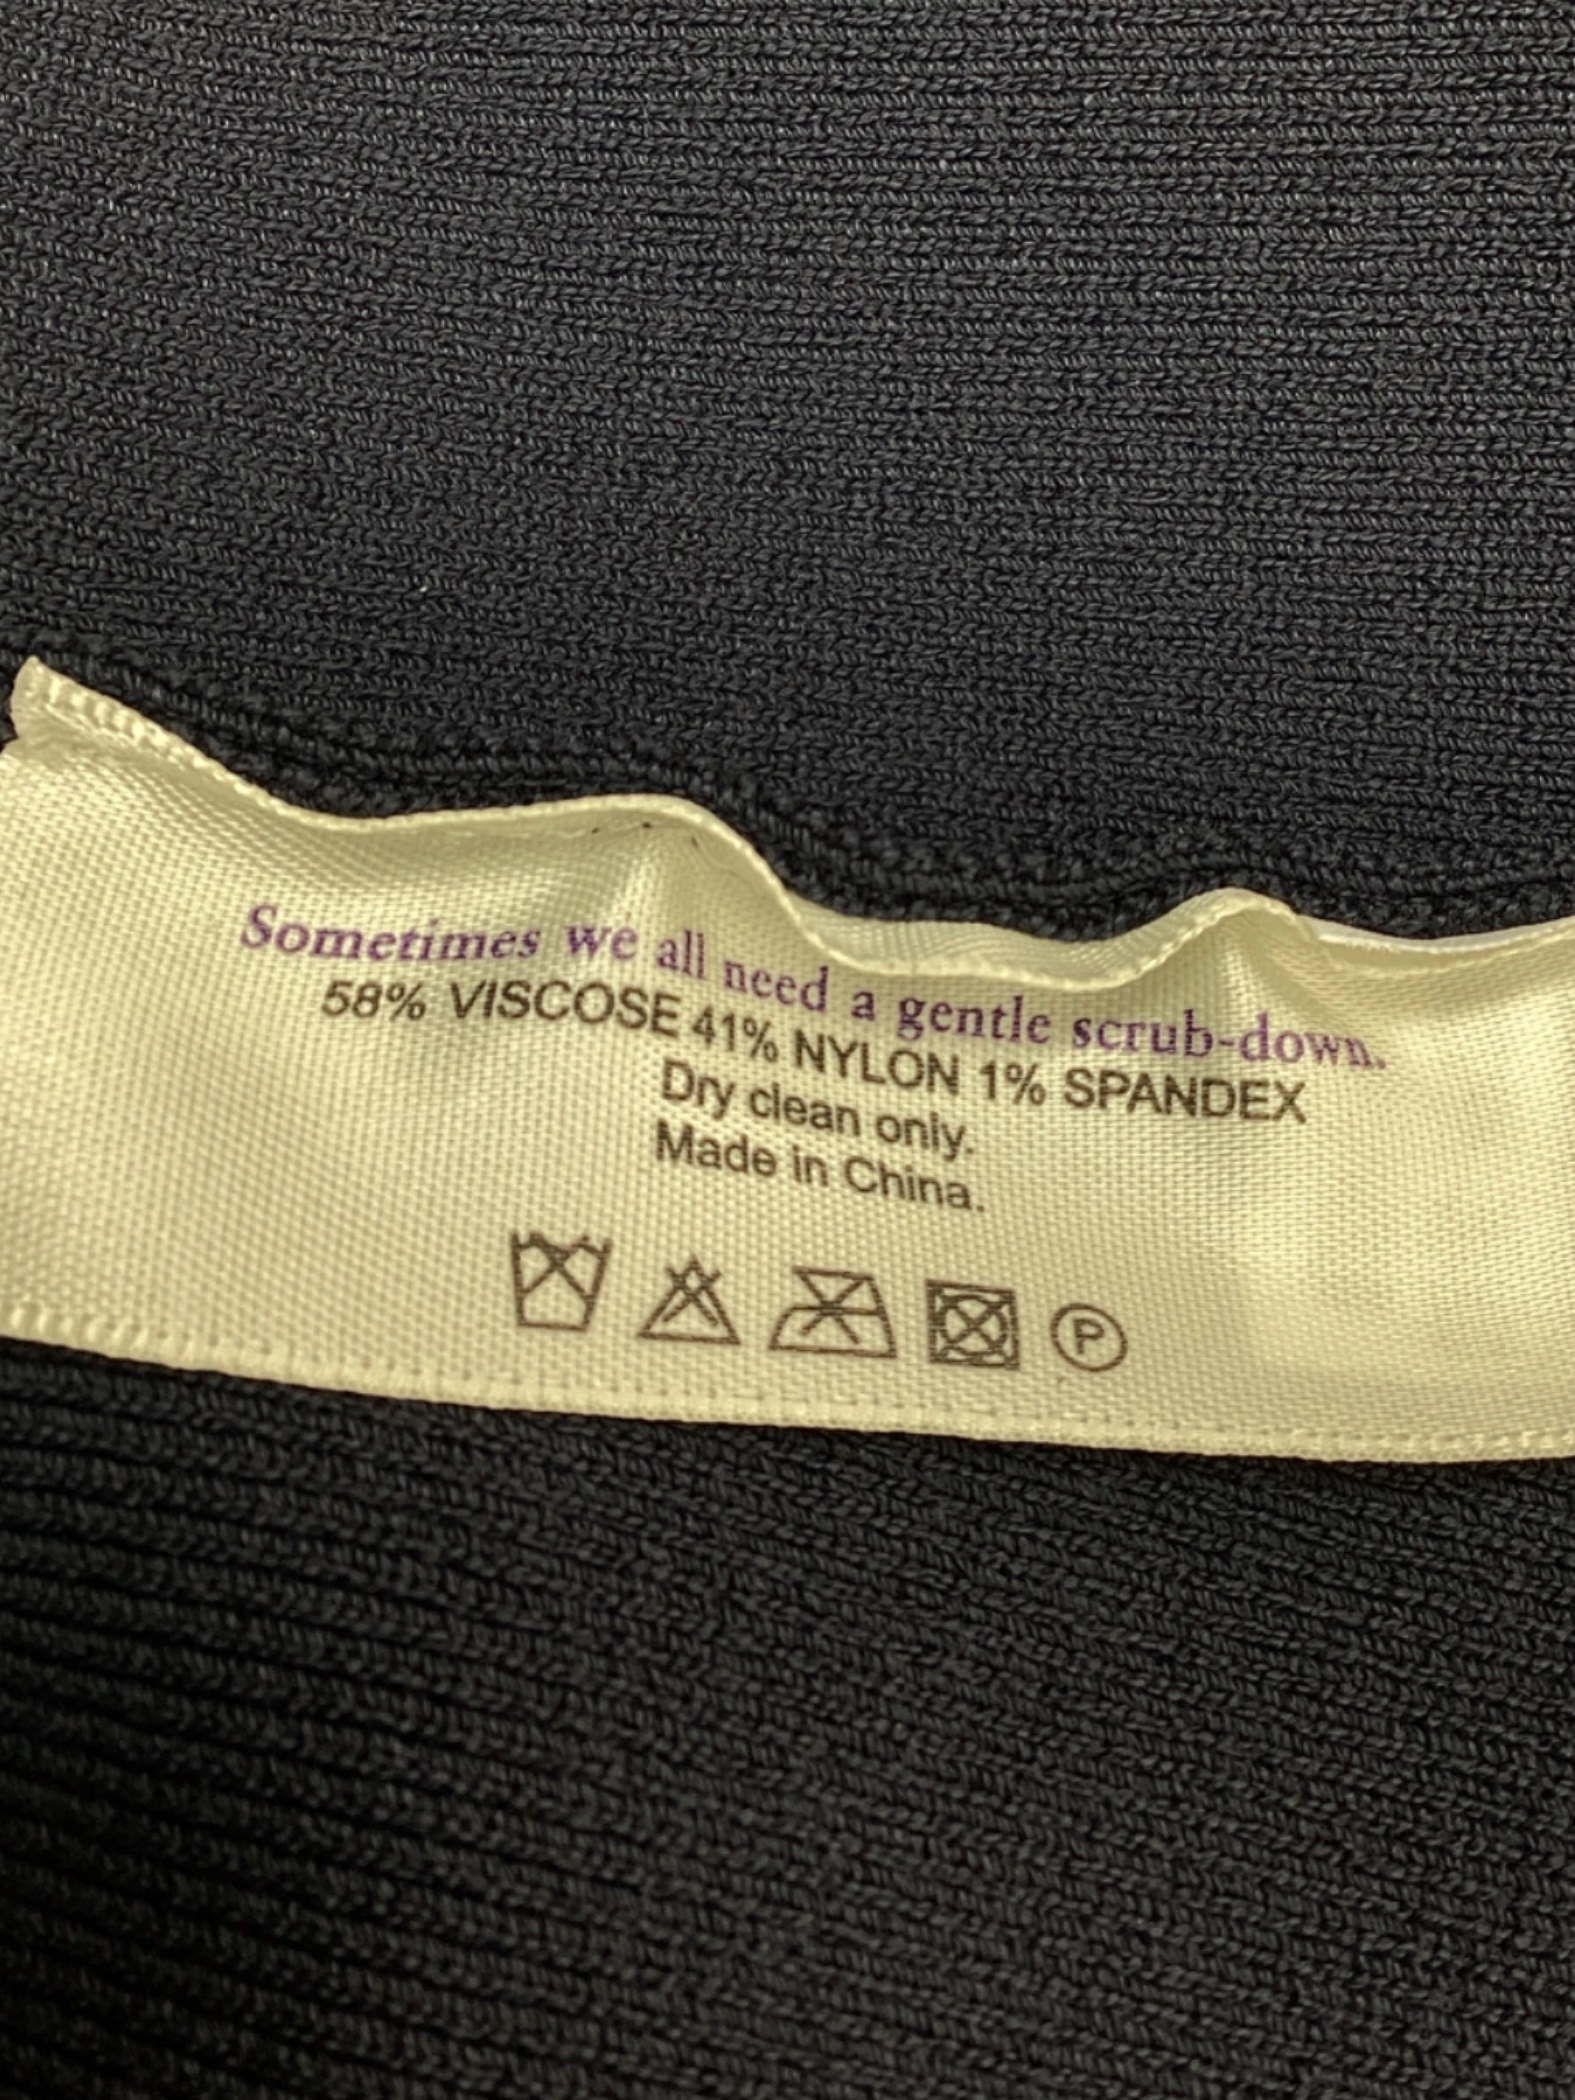 Sometimes we all need a gentle scrub-down.
58% VISCOSE 41% NYLON 1% SPANDEX
Dry clean only.
Made in China.
P